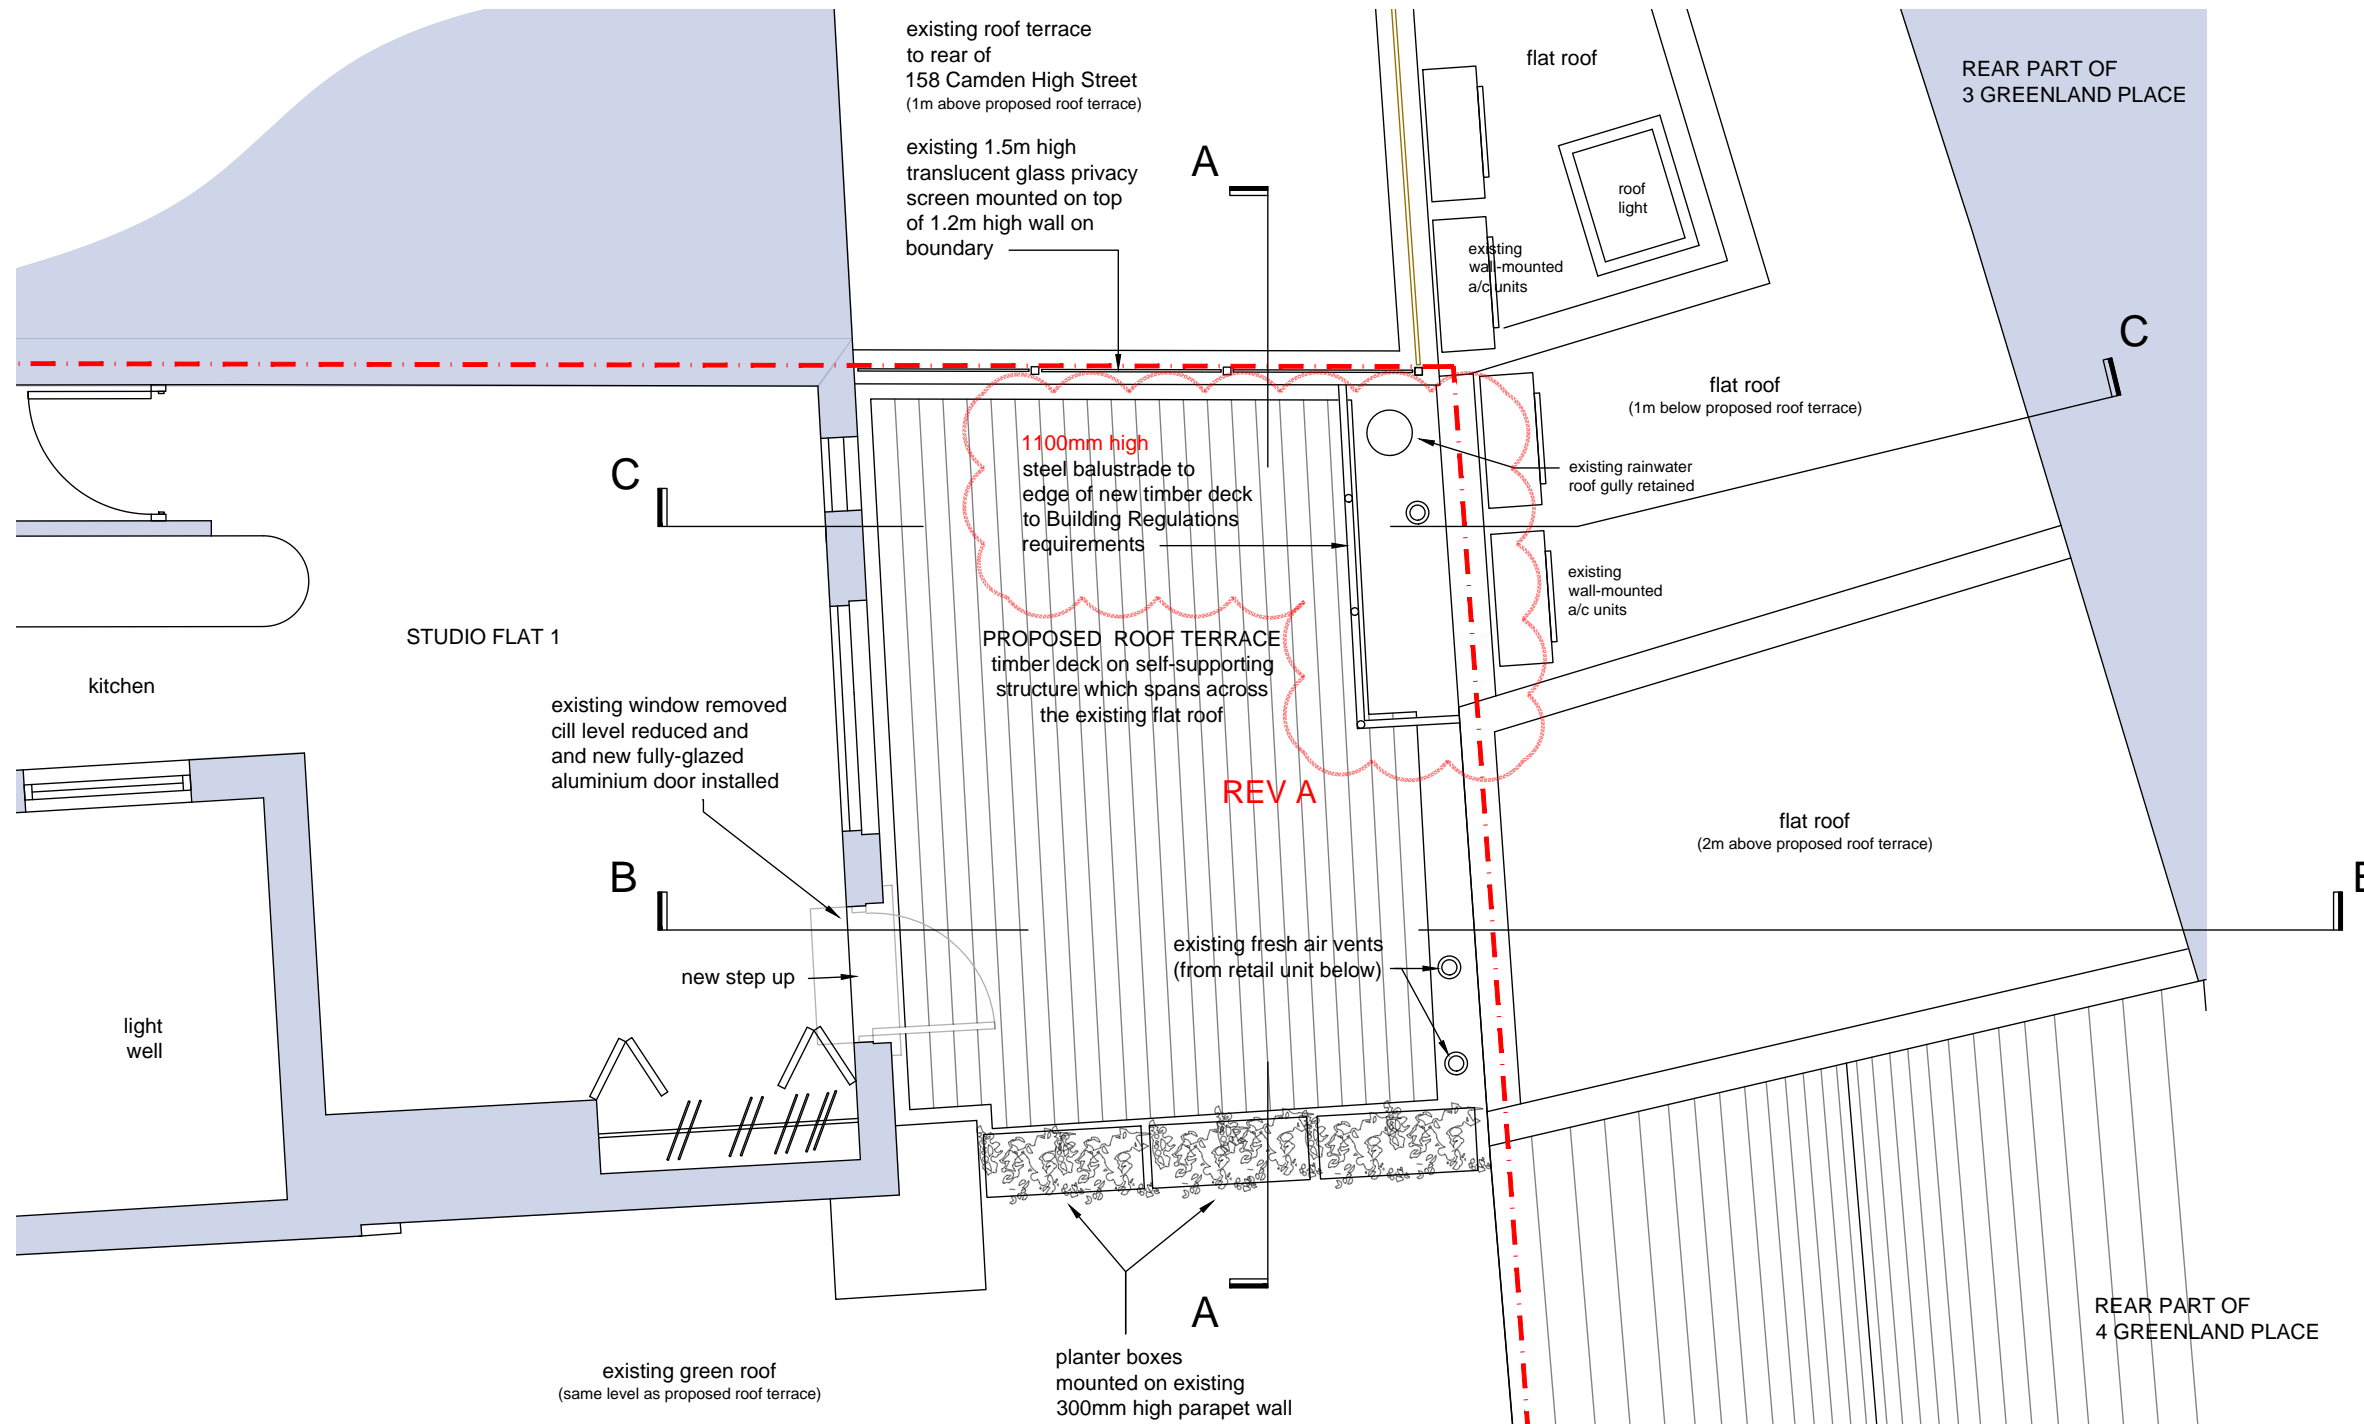 existing roof terrace
to rear of
158 Camden High Street
(1m above proposed roof terrace)
existing 1.5m high
translucent glass privacy
screen mounted on top
of 1.2m high wall on
boundary
A
flat roof
REAR PART OF
3 GREENLAND PLACE
roof
light
existing
wall-mounted
a/c units
C
flat roof
(1m below proposed roof terrace)
C
1100mm high
steel balustrade to
edge of new timber deck
to Building Regulations
requirements
existing rainwater
roof gully retained
existing
wall-mounted
a/c units
STUDIO FLAT 1
kitchen
PROPOSED ROOF TERRACE
timber deck on self-supporting
structure which spans across
the existing flat roof
existing window removed
cill level reduced and
and new fully-glazed
aluminium door installed
REV A
flat roof
(2m above proposed roof terrace)
B
B
existing fresh air vents
(from retail unit below)
new step up
light
well
A
REAR PART OF
4 GREENLAND PLACE
planter boxes
mounted on existing
300mm high parapet wall
existing green roof
(same level as proposed roof terrace)